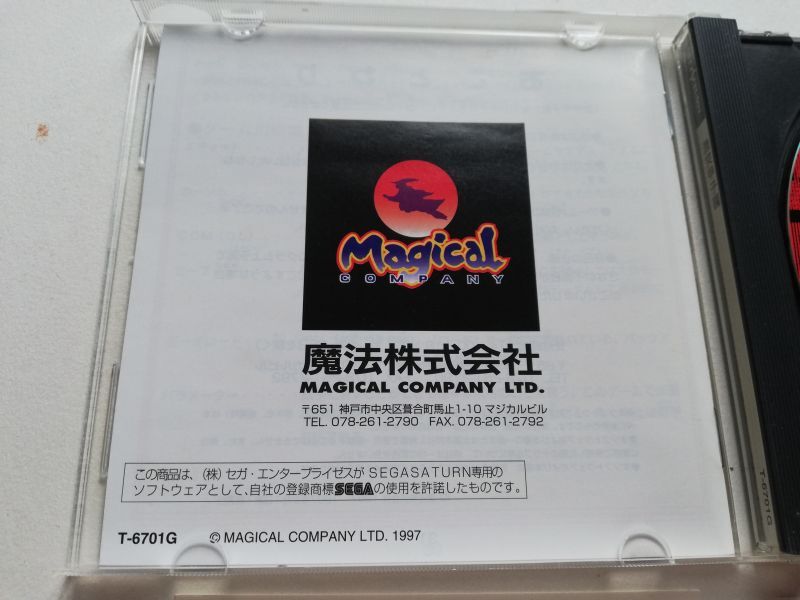 Magical
COMPANY
魔法株式会社
MAGICAL COMPANY LTD.
〒651 神戸市中央区葺合町馬止1-10 マジカルビル
TEL. 078-261-2790 FAX. 078-261-2792
この商品は、(株) セガ・エンタープライゼスが SEGASATURN専用の
ソフトウェアとして、自社の登録商標SEGAの使用を許諾したものです。
T-6701G © MAGICAL COMPANY LTD. 1997
T-6701G